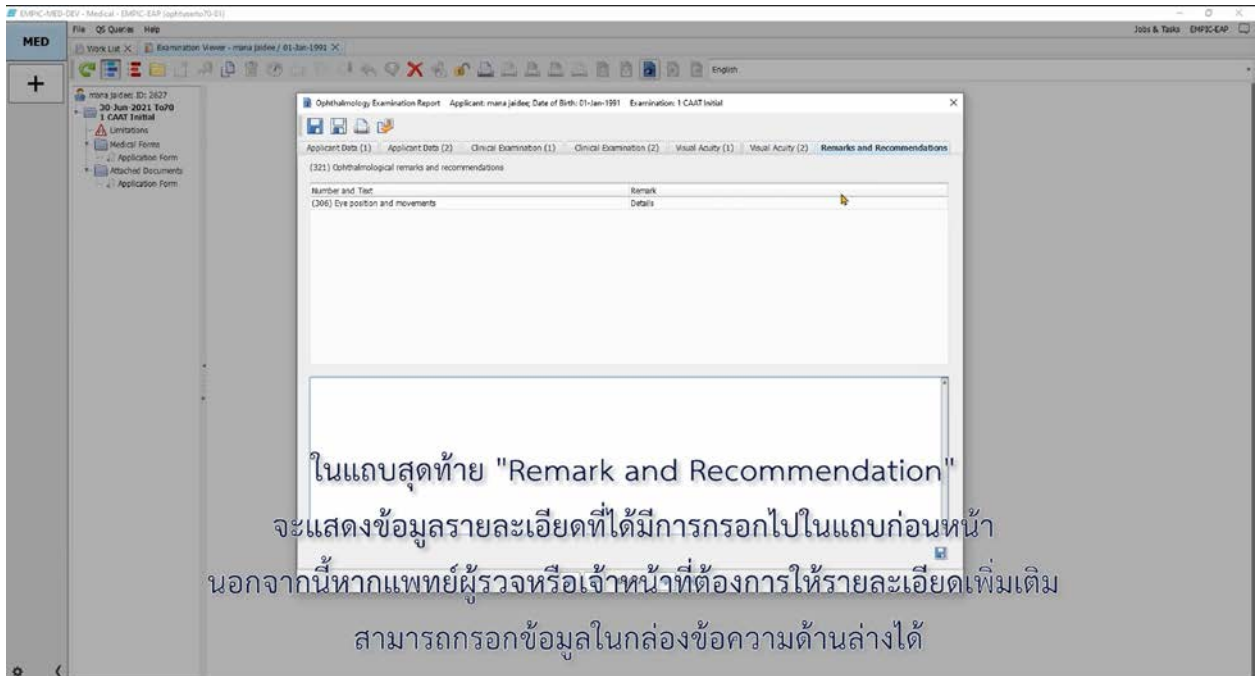 EMPIC-MED-DEV - Medical - EMPIC-EAP (ophtyserto70-01)
MED
File QS Queries Help
Jobs & Tasks EMPIC-EAP
Work List
Examination Viewer - mana jaidee / 01-Jan-1991
English
mana jaidee; ID: 2627
30-Jun-2021 To70
1 CAAT Initial
Limitations
Medical Forms
Application Form
Attached Documents
Application Form
Ophthalmology Examination Report Applicant: mana jaidee; Date of Birth: 01-Jan-1991 Examination: 1 CAAT Initial
Applicant Data (1) Applicant Data (2) Clinical Examination (1) Clinical Examination (2) Visual Acuity (1) Visual Acuity (2) Remarks and Recommendations
(321) Ophthalmological remarks and recommendations
Number and Text Remark
(306) Eye position and movements Details
ในแถบสุดท้าย "Remark and Recommendation"
จะแสดงข้อมูลรายละเอียดที่ได้มีการกรอกไปในแถบก่อนหน้า
นอกจากนี้หากแพทย์ผู้รวจหรือเจ้าหน้าที่ต้องการให้รายละเอียดเพิ่มเติม
สามารถกรอกข้อมูลในกล่องข้อความด้านล่างได้